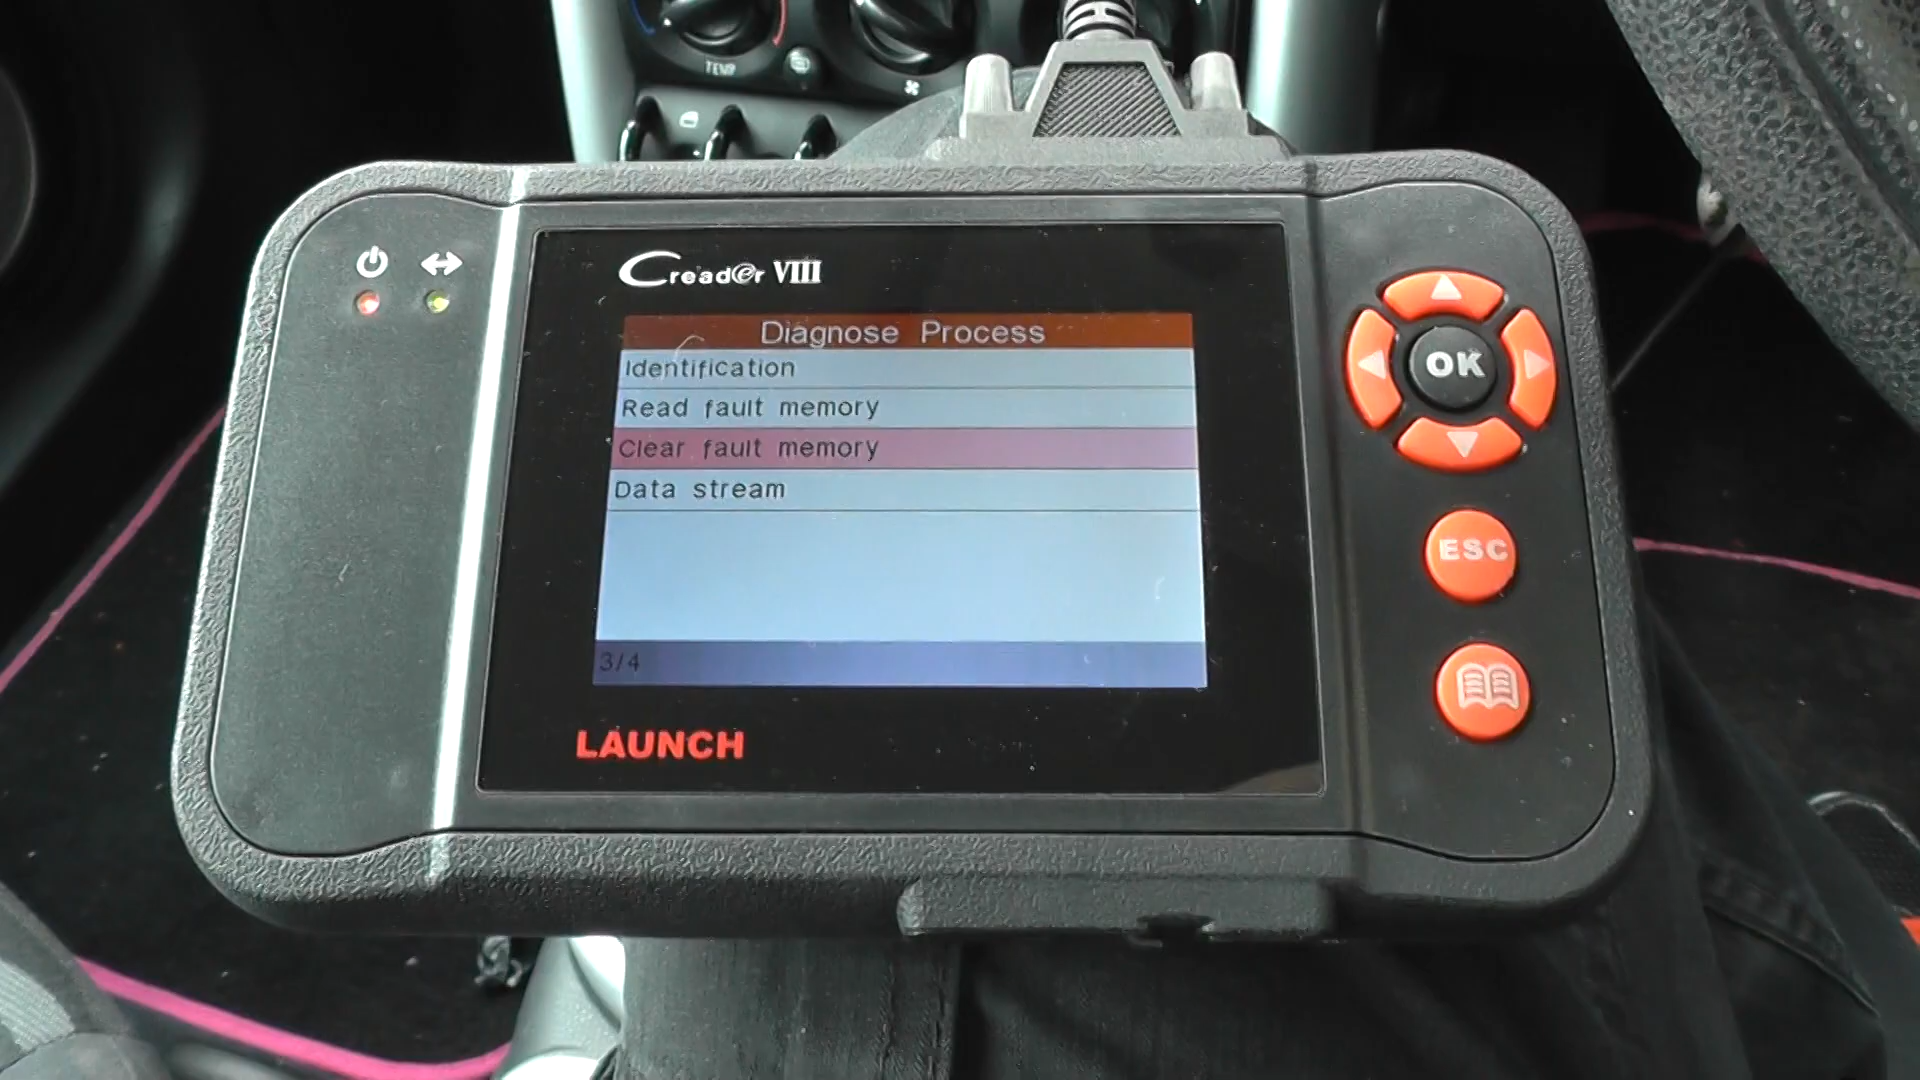 TEMP
Creader VIII
Diagnose Process
Identification
Read fault memory
Clear fault memory
Data stream
3/4
LAUNCH
OK
ESC